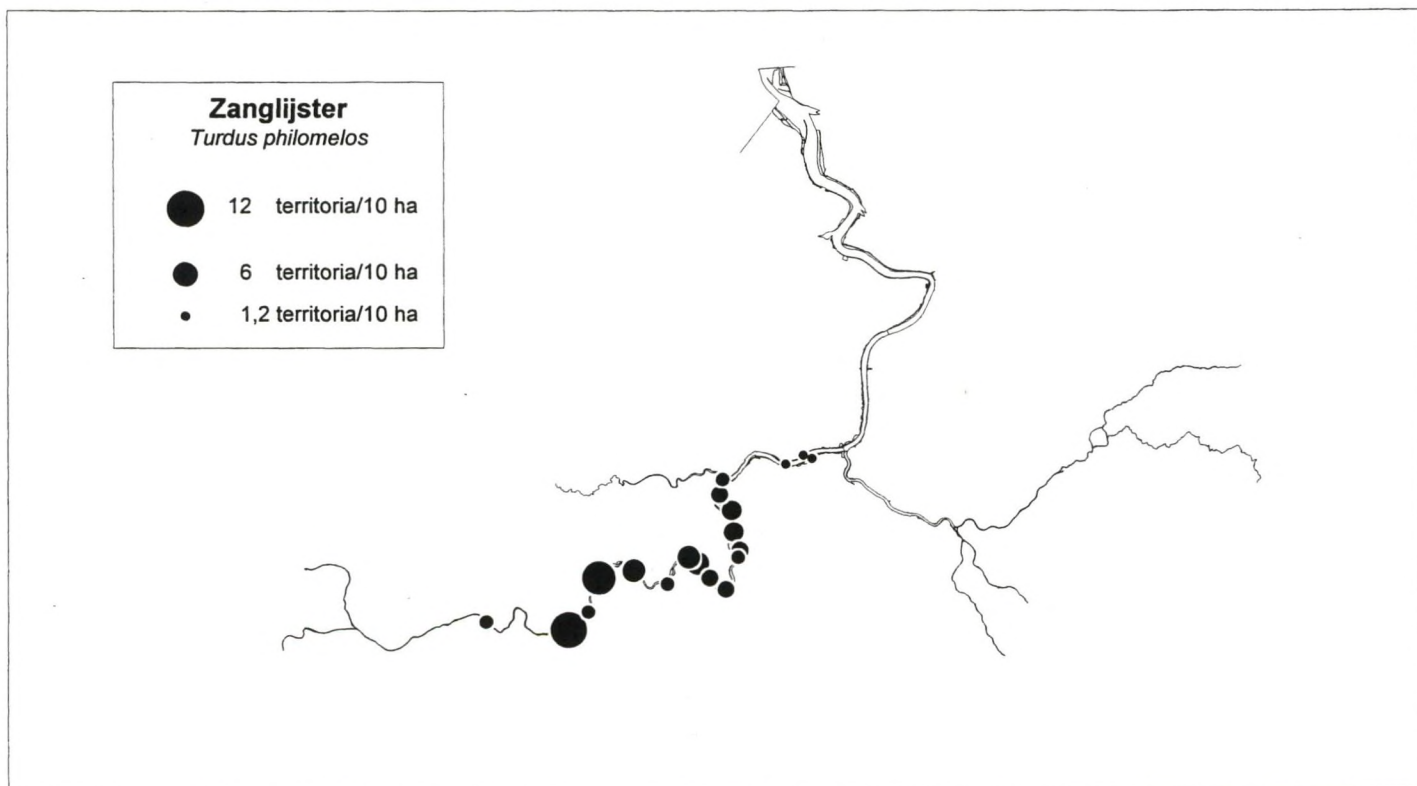 Zanglijster
Turdus philomelos
12 territoria/10 ha
6 territoria/10 ha
1,2 territoria/10 ha